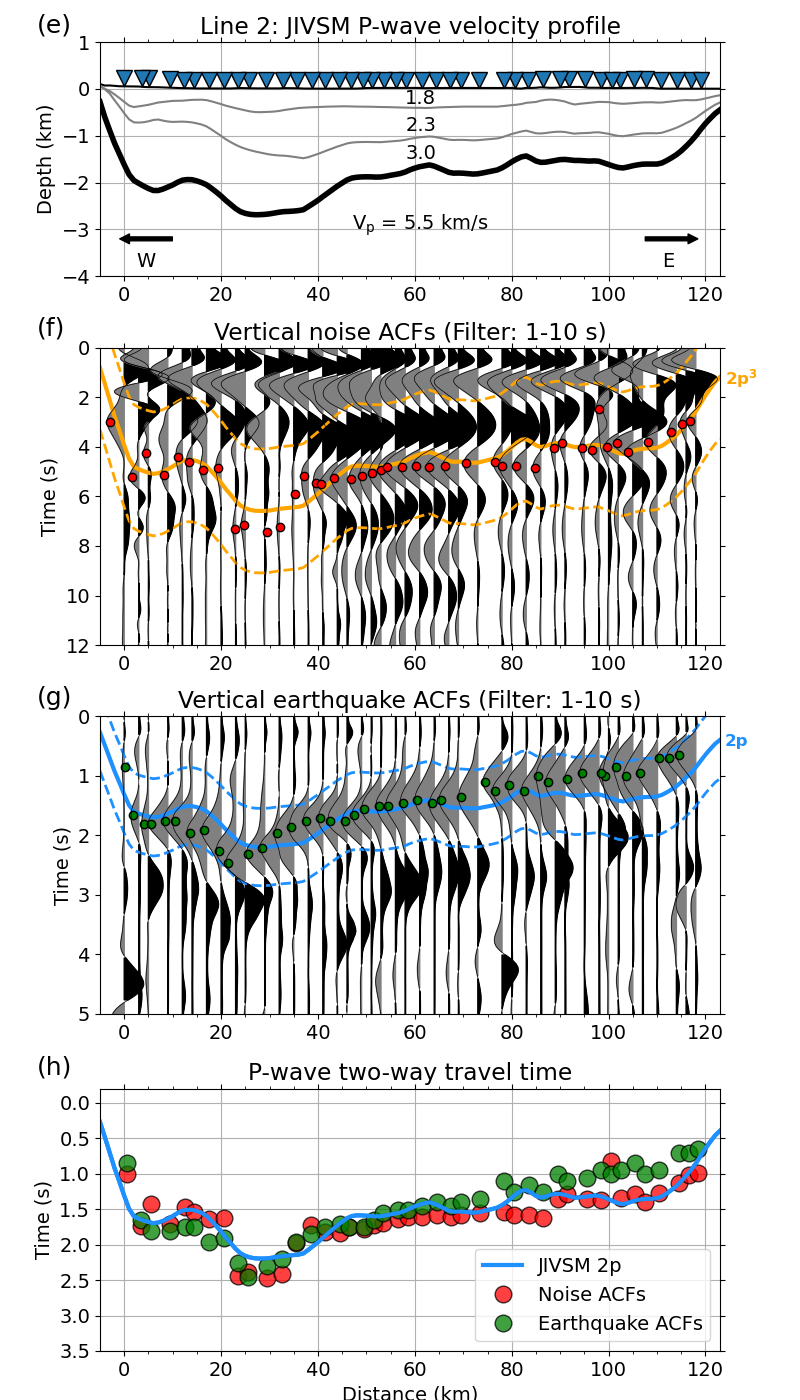 (e)
Line 2: JIVSM P-wave velocity profile
1
0
−1
−2
−3
−4
Depth (km)
1.8
2.3
3.0
Vp = 5.5 km/s
W
E
0 20 40 60 80 100 120
(f)
Vertical noise ACFs (Filter: 1-10 s)
0
2
4
6
8
10
12
Time (s)
2p³
0 20 40 60 80 100 120
(g)
Vertical earthquake ACFs (Filter: 1-10 s)
0
1
2
3
4
5
Time (s)
2p
0 20 40 60 80 100 120
(h)
P-wave two-way travel time
0.0
0.5
1.0
1.5
2.0
2.5
3.0
3.5
Time (s)
JIVSM 2p
Noise ACFs
Earthquake ACFs
0 20 40 60 80 100 120
Distance (km)